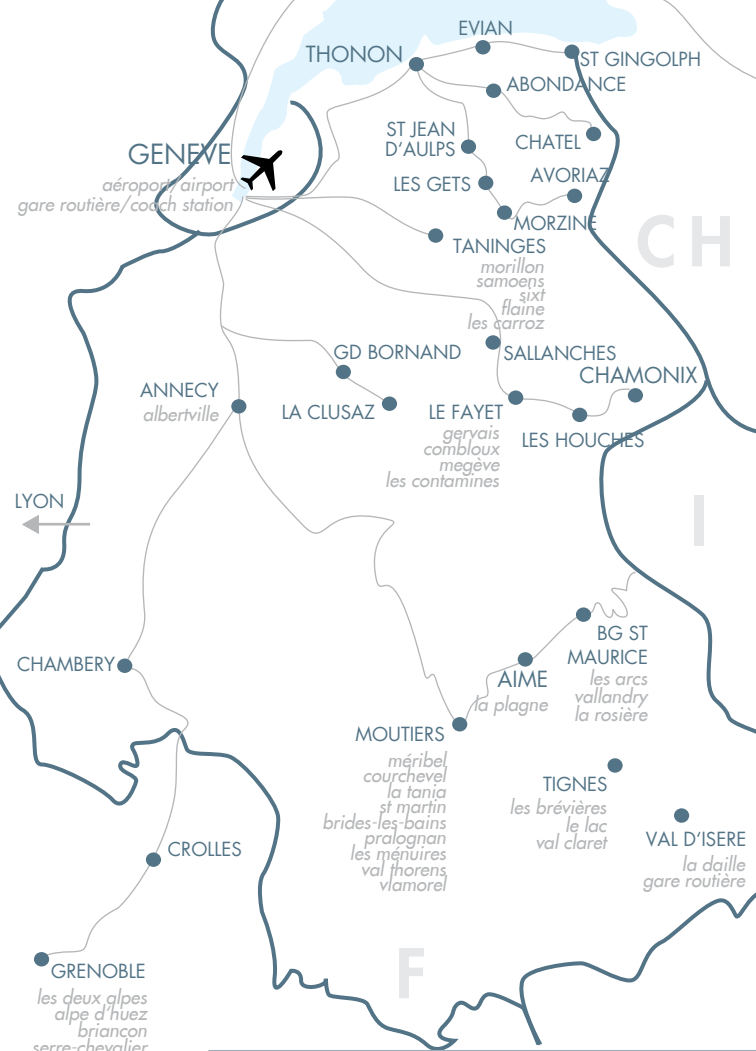 EVIAN
THONON
ST GINGOLPH
ABONDANCE
ST JEAN
D'AULPS
CHATEL
GENEVE
aéroport/airport
gare routière/coach station
LES GETS
AVORIAZ
MORZINE
CH
TANINGES
morillon
samoens
sixt
flaine
les carroz
GD BORNAND
SALLANCHES
CHAMONIX
ANNECY
albertville
LA CLUSAZ
LE FAYET
gervais
combloux
megève
les contamines
LES HOUCHES
LYON
I
CHAMBERY
BG ST
MAURICE
les arcs
vallandry
la rosière
AIME
la plagne
MOUTIERS
méribel
courchevel
la tania
st martin
brides-les-bains
pralognan
les ménuires
val thorens
vlamorel
TIGNES
les brévières
le lac
val claret
VAL D'ISERE
la daille
gare routière
CROLLES
F
GRENOBLE
les deux alpes
alpe d'huez
briancon
serre-chevalier